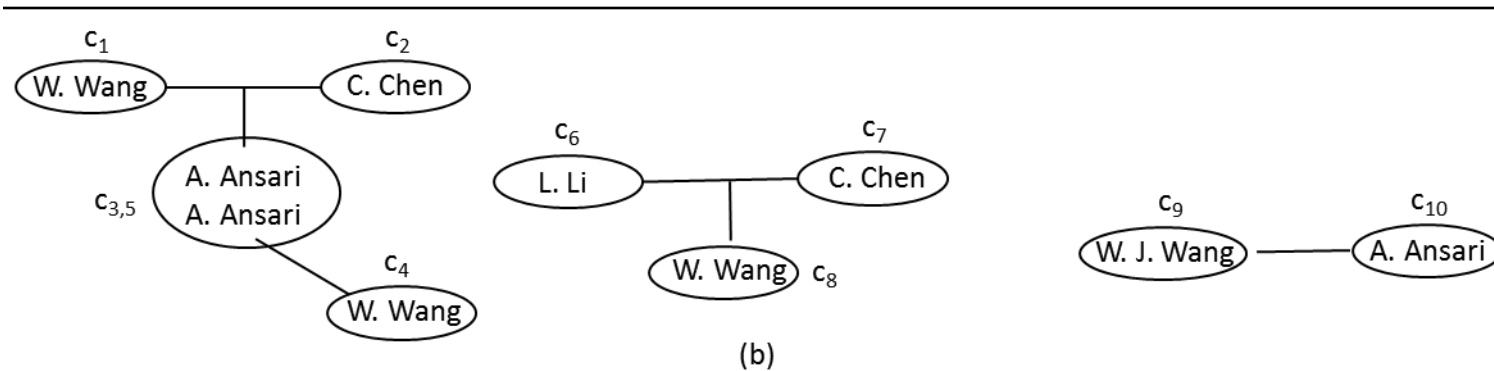 c1
W. Wang
c2
C. Chen
A. Ansari
A. Ansari
c3,5
c4
W. Wang
c6
L. Li
c7
C. Chen
W. Wang
c8
c9
W. J. Wang
c10
A. Ansari
(b)